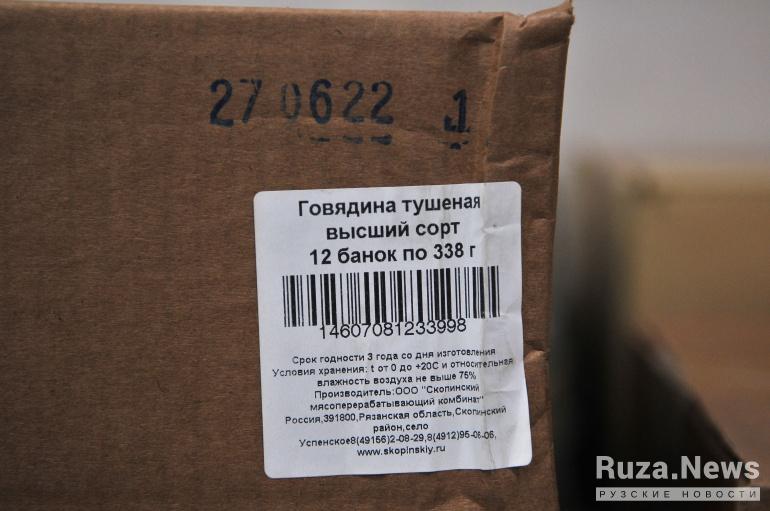 270622 1
Говядина тушеная
высший сорт
12 банок по 338 г
14607081233998
Срок годности 3 года со дня изготовления
Условия хранения: t от 0 до +20С и относительная
влажность воздуха не выше 75%
Производитель:ООО "Скопинский
мясоперерабатывающий комбинат"
Россия,391800,Рязанская область,Скопинский
район,село
Успенское8(49156)2-08-29,8(4912)95-06-06,
www.skopinskiy.ru
Ruza.News
РУЗСКИЕ НОВОСТИ